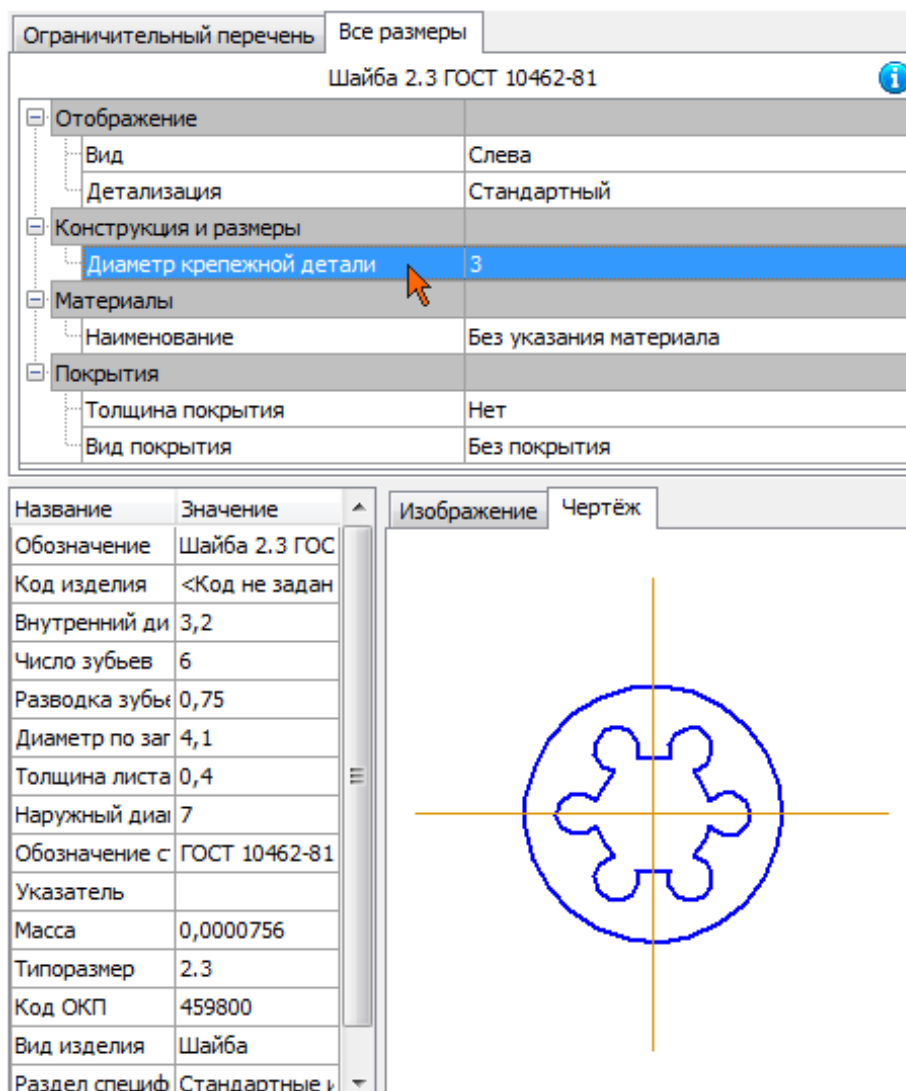 Ограничительный перечень Все размеры
Шайба 2.3 ГОСТ 10462-81
Отображение
Вид Слева
Детализация Стандартный
Конструкция и размеры
Диаметр крепежной детали 3
Материалы
Наименование Без указания материала
Покрытия
Толщина покрытия Нет
Вид покрытия Без покрытия
Название Значение
Изображение Чертёж
Обозначение Шайба 2.3 ГОС
Код изделия <Код не задан
Внутренний ди 3,2
Число зубьев 6
Разводка зубье 0,75
Диаметр по заг 4,1
Толщина листа 0,4
Наружный диа 7
Обозначение с ГОСТ 10462-81
Указатель
Масса 0,0000756
Типоразмер 2.3
Код ОКП 459800
Вид изделия Шайба
Раздел специф Стандартные и